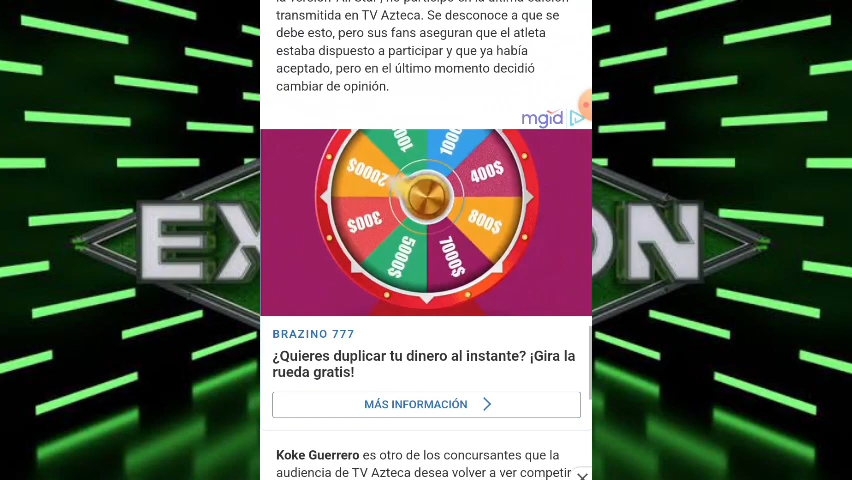 transmitida en TV Azteca. Se desconoce a que se
debe esto, pero sus fans aseguran que el atleta
estaba dispuesto a participar y que ya había
aceptado, pero en el último momento decidió
cambiar de opinión.
mgid
1000
400$
800$
7000$
5000$
300$
2000$
EX
ON
BRAZINO 777
¿Quieres duplicar tu dinero al instante? ¡Gira la
rueda gratis!
MÁS INFORMACIÓN
Koke Guerrero es otro de los concursantes que la
audiencia de TV Azteca desea volver a ver competir